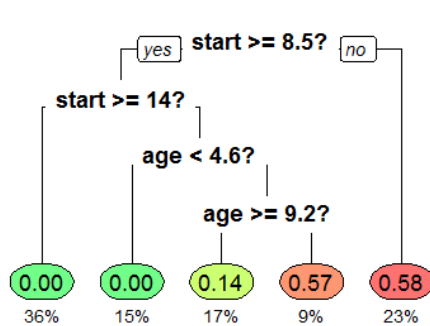 yes start >= 8.5? no
start >= 14?
age < 4.6?
age >= 9.2?
0.00 0.00 0.14 0.57 0.58
36% 15% 17% 9% 23%